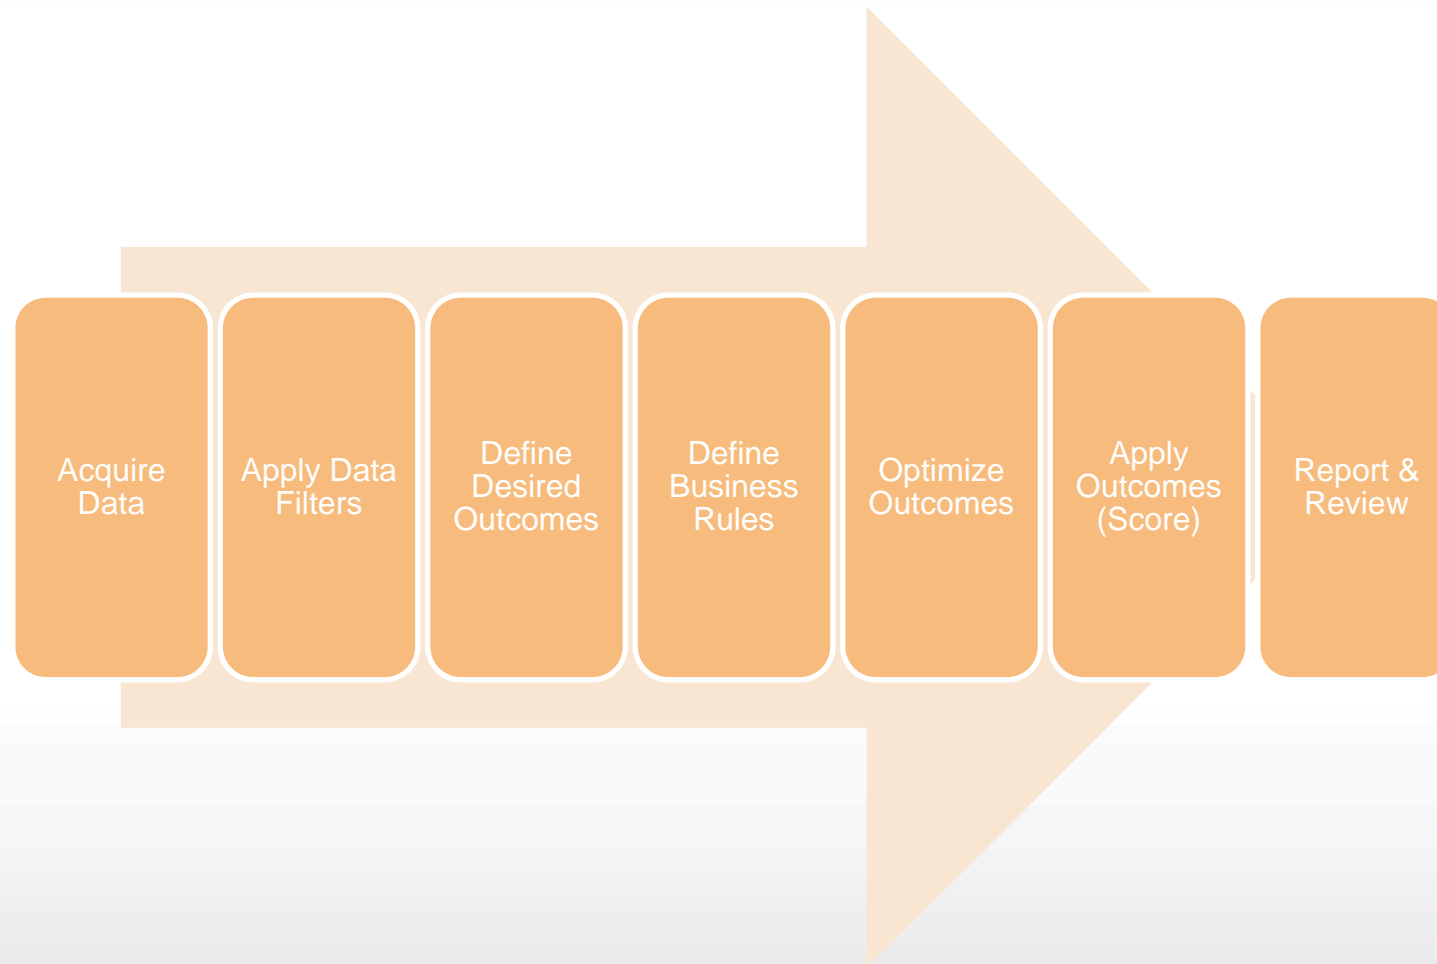 Acquire
Data
Apply Data
Filters
Define
Desired
Outcomes
Define
Business
Rules
Optimize
Outcomes
Apply
Outcomes
(Score)
Report &
Review